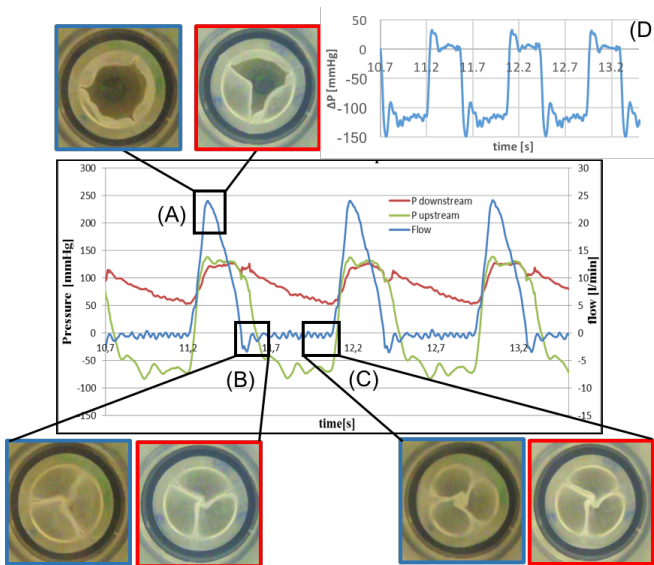 (D)
50
0
-50
-100
-150
ΔP [mmHg]
10.7 11.2 11.7 12.2 12.7 13.2
time [s]
300
250
200
150
100
50
0
-50
-100
-150
Pressure [mmHg]
30
25
20
15
10
5
0
-5
-10
-15
flow [l/min]
P downstream
P upstream
Flow
(A)
10,7 11,2 11,7 12,2 12,7 13,2
(B)
(C)
time[s]